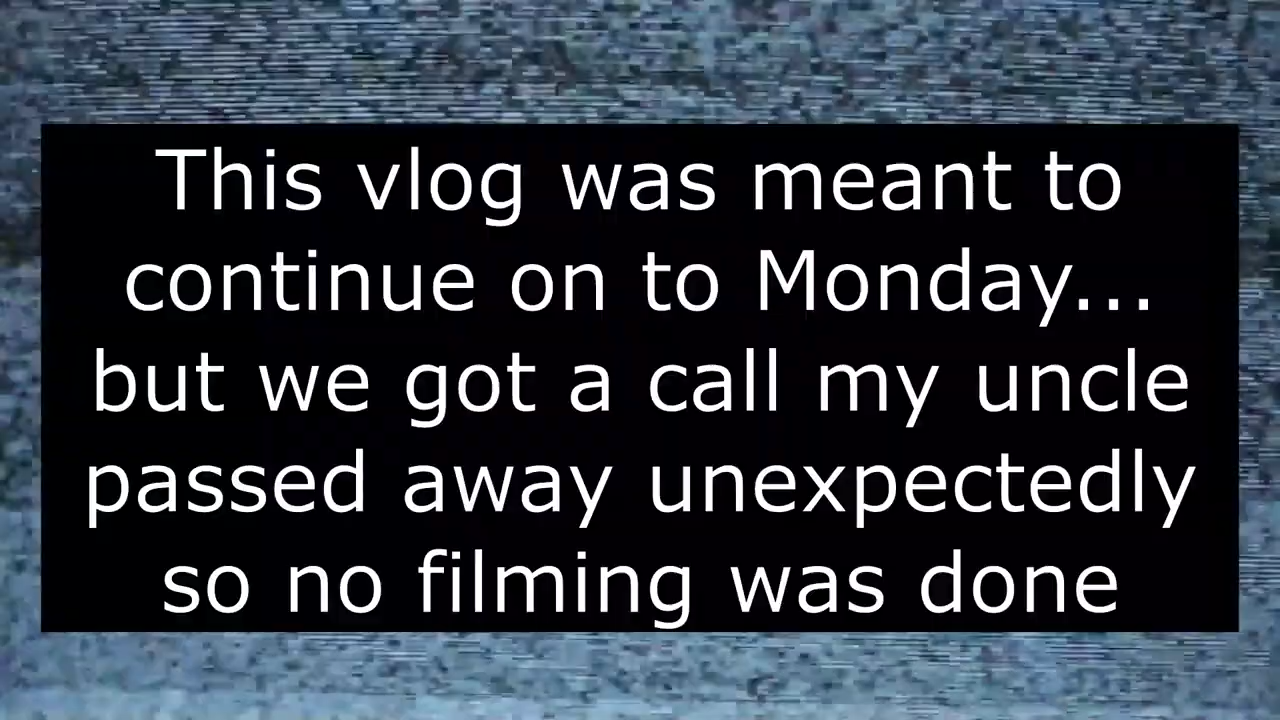 This vlog was meant to
continue on to Monday...
but we got a call my uncle
passed away unexpectedly
so no filming was done